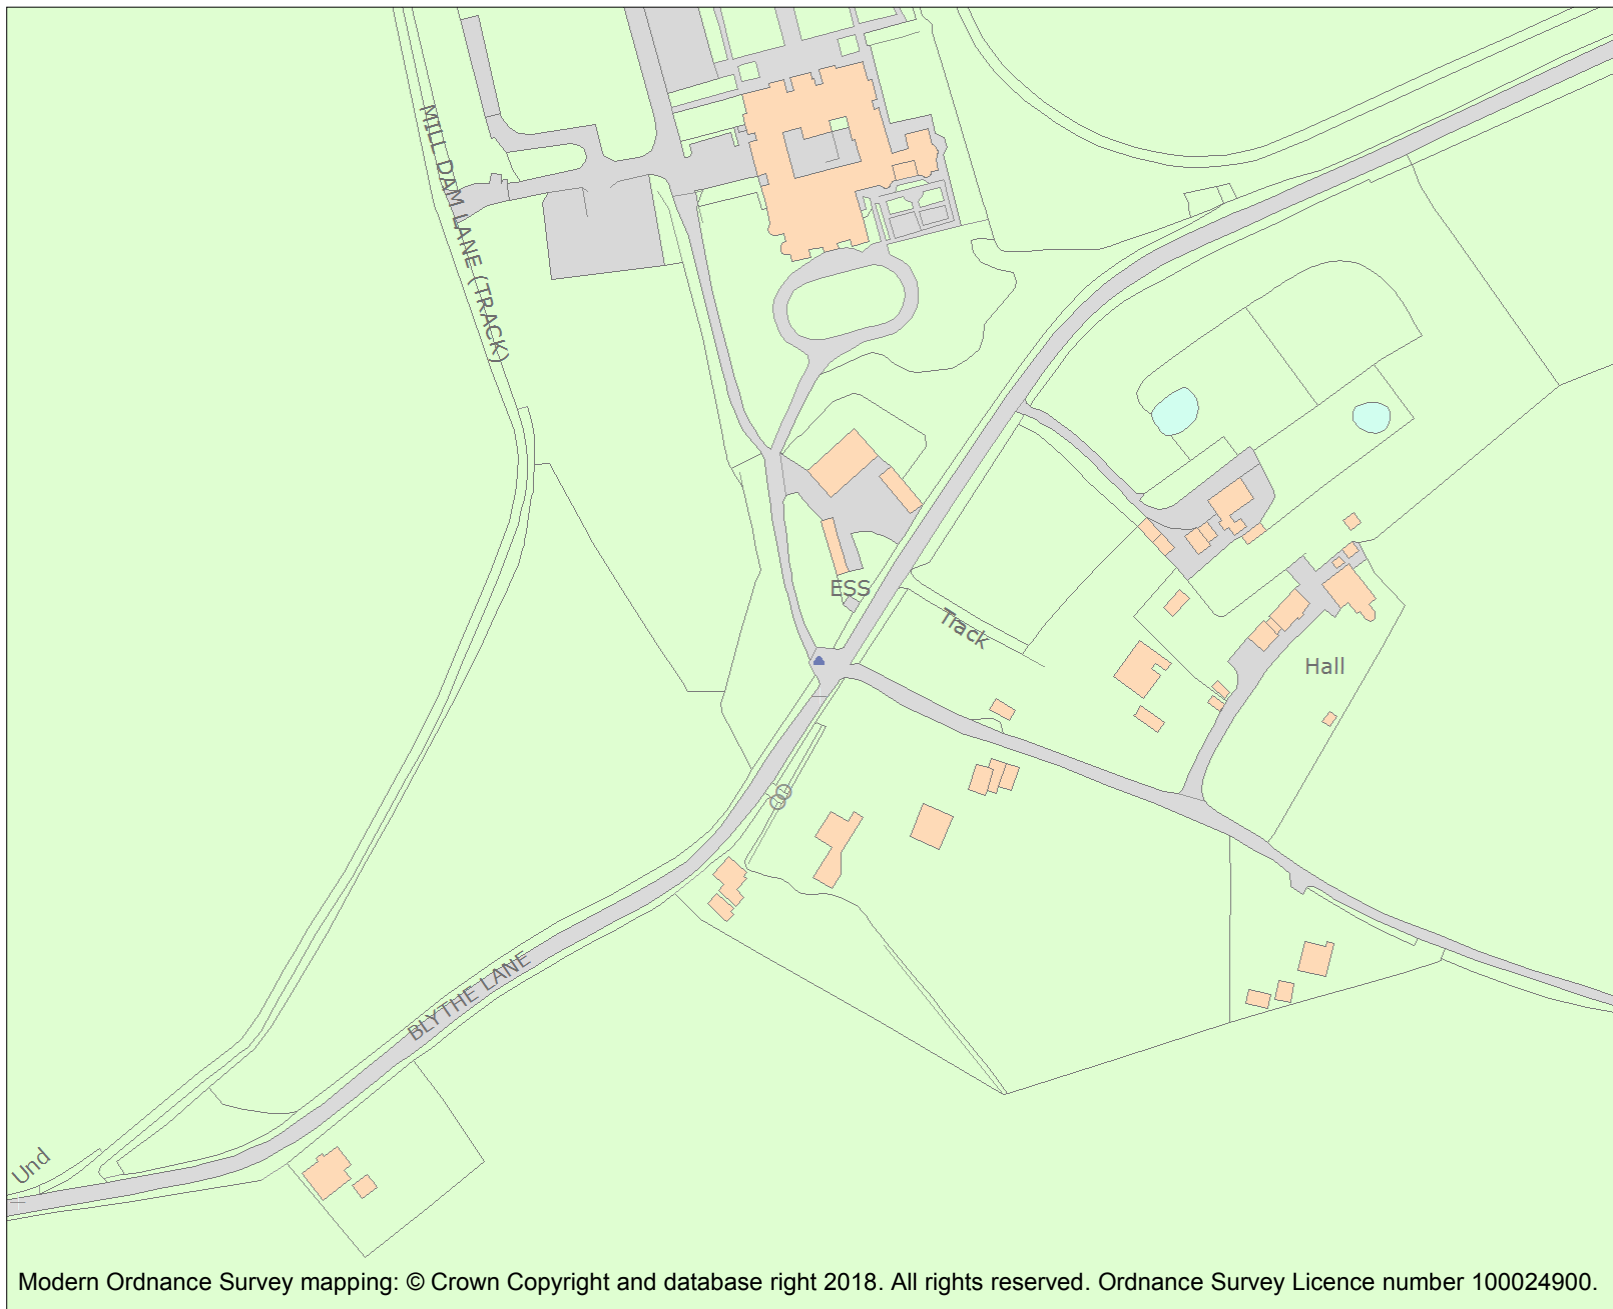 MILL DAM LANE (TRACK)
ESS
Track
Hall
BLYTHE LANE
Und
Modern Ordnance Survey mapping: © Crown Copyright and database right 2018. All rights reserved. Ordnance Survey Licence number 100024900.